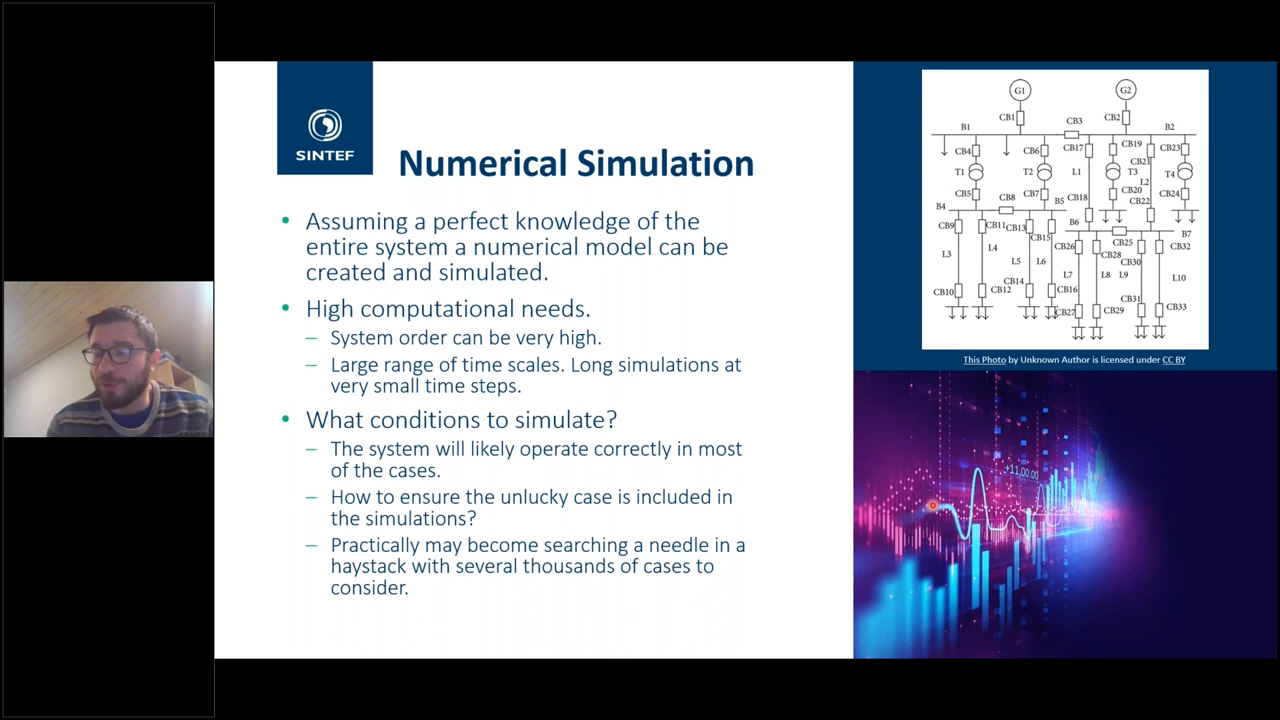 SINTEF
Numerical Simulation
• Assuming a perfect knowledge of the
entire system a numerical model can be
created and simulated.
• High computational needs.
– System order can be very high.
– Large range of time scales. Long simulations at
very small time steps.
• What conditions to simulate?
– The system will likely operate correctly in most
of the cases.
– How to ensure the unlucky case is included in
the simulations?
– Practically may become searching a needle in a
haystack with several thousands of cases to
consider.
G1 G2
CB1 CB3 CB2
B1 B2
CB4 CB6 CB17 CB19 CB21 CB23
T1 T2 L1 T3 L2 T4
CB5 CB7 CB18 CB20 CB22 CB24
B4 CB8 B5 B6 B7
CB9 CB11 CB13 CB15 CB26 CB25 CB28 CB30 CB32
L3 L4 L5 L6 L7 L8 L9 L10
CB10 CB12 CB14 CB16 CB27 CB29 CB31 CB33
This Photo by Unknown Author is licensed under CC BY
+11,00.00